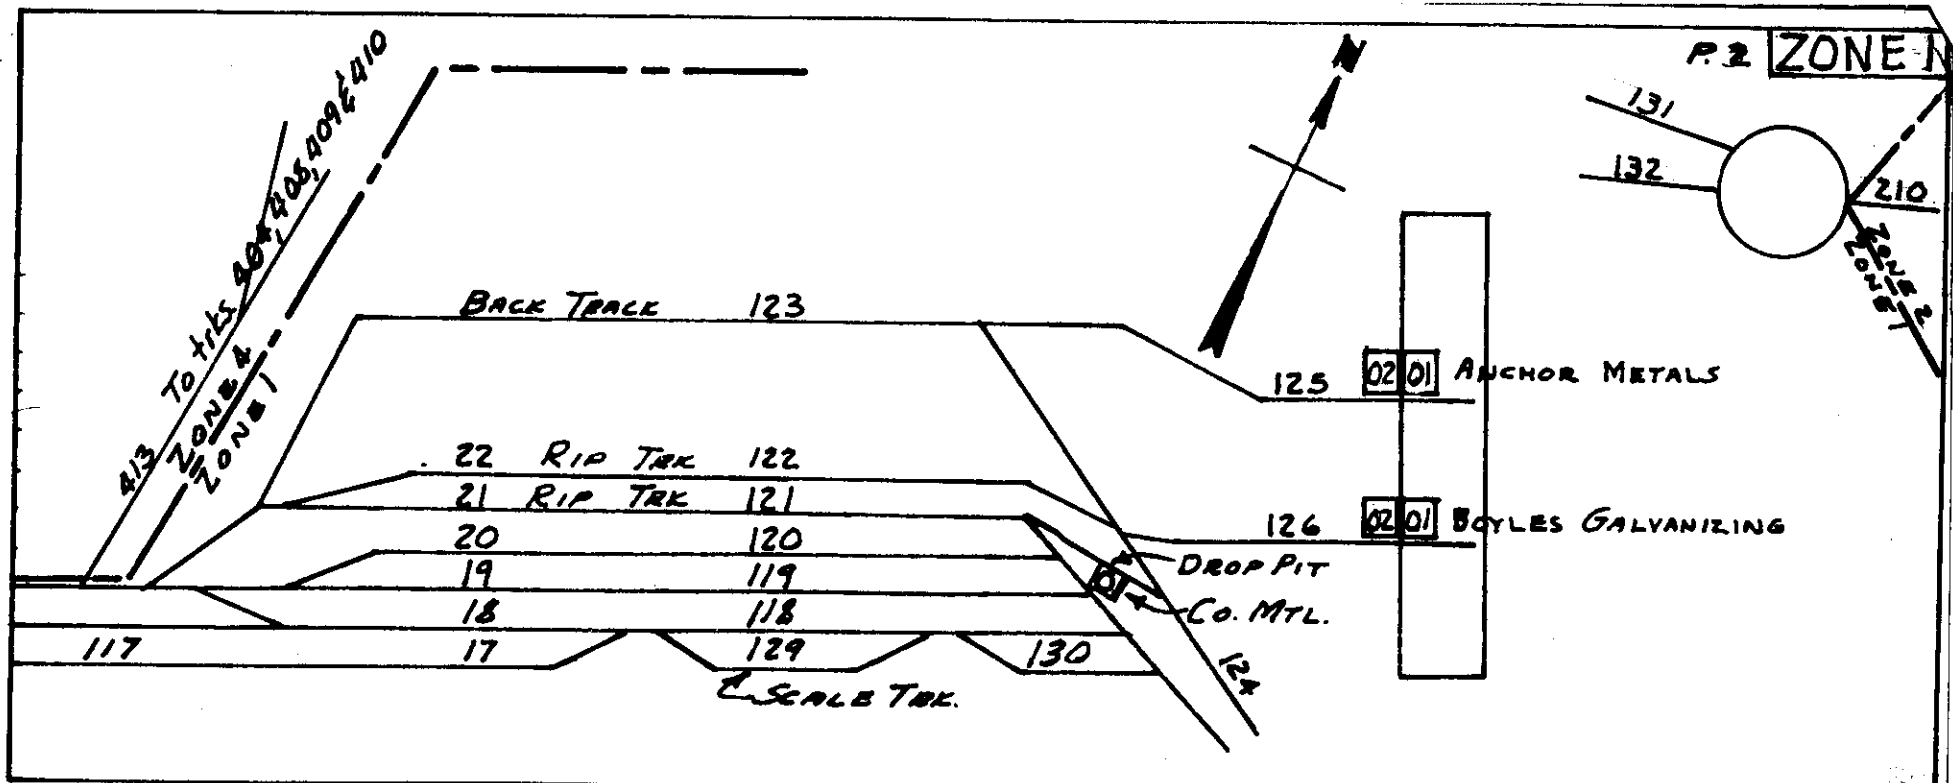 P. 2 ZONE N
To trks. 404, 408, 409 & 410
413
ZONE 4
ZONE 1
N
131
132
210
ZONE 2
ZONE 1
BACK TRACK 123
125 02 01 ANCHOR METALS
22 RIP TRK 122
21 RIP TRK 121
126 02 01 BOYLES GALVANIZING
20 120
DROP PIT
19 119
01
CO. MTL.
18 118
117 17 129 130
124
SCALE TRK.